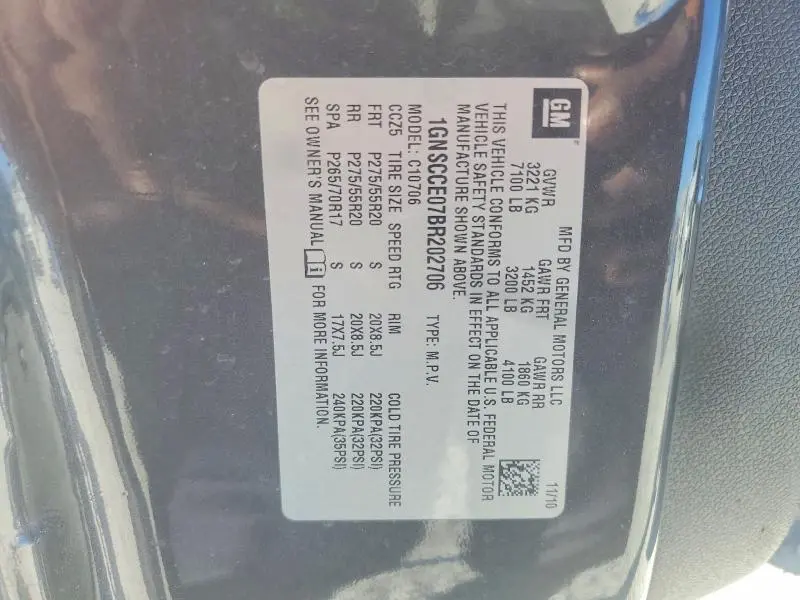 GM
MFD BY GENERAL MOTORS LLC 11/10
GVWR GAWR FRT GAWR RR
3221 KG 1452 KG 1860 KG
7100 LB 3200 LB 4100 LB
THIS VEHICLE CONFORMS TO ALL APPLICABLE U.S. FEDERAL MOTOR
VEHICLE SAFETY STANDARDS IN EFFECT ON THE DATE OF
MANUFACTURE SHOWN ABOVE.
1GNSCCE07BR202706 TYPE: M.P.V.
MODEL: C10706
CCZ5 TIRE SIZE SPEED RTG RIM COLD TIRE PRESSURE
FRT P275/55R20 S 20X8.5J 220KPA(32PSI)
RR P275/55R20 S 20X8.5J 220KPA(32PSI)
SPA P265/70R17 S 17X7.5J 240KPA(35PSI)
SEE OWNER'S MANUAL FOR MORE INFORMATION.